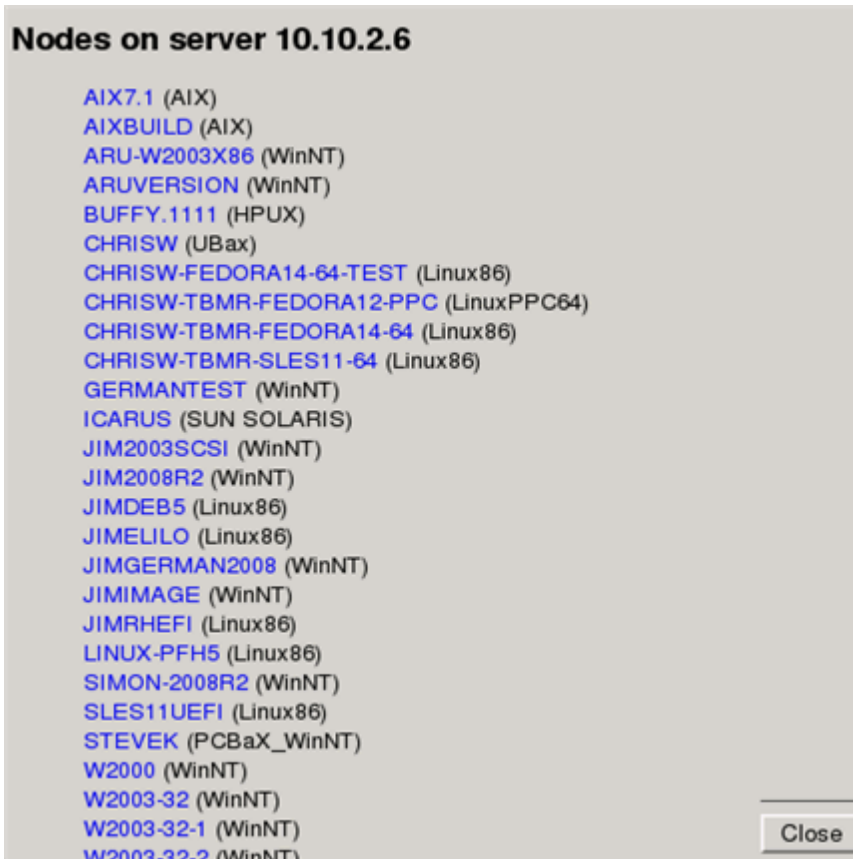 Nodes on server 10.10.2.6
AIX7.1 (AIX)
AIXBUILD (AIX)
ARU-W2003X86 (WinNT)
ARUVERSION (WinNT)
BUFFY.1111 (HPUX)
CHRISW (UBax)
CHRISW-FEDORA14-64-TEST (Linux86)
CHRISW-TBMR-FEDORA12-PPC (LinuxPPC64)
CHRISW-TBMR-FEDORA14-64 (Linux86)
CHRISW-TBMR-SLES11-64 (Linux86)
GERMANTEST (WinNT)
ICARUS (SUN SOLARIS)
JIM2003SCSI (WinNT)
JIM2008R2 (WinNT)
JIMDEB5 (Linux86)
JIMELILO (Linux86)
JIMGERMAN2008 (WinNT)
JIMIMAGE (WinNT)
JIMRHEFI (Linux86)
LINUX-PFH5 (Linux86)
SIMON-2008R2 (WinNT)
SLES11UEFI (Linux86)
STEVEK (PCBaX_WinNT)
W2000 (WinNT)
W2003-32 (WinNT)
W2003-32-1 (WinNT)
W2003-32-2 (WinNT)
Close